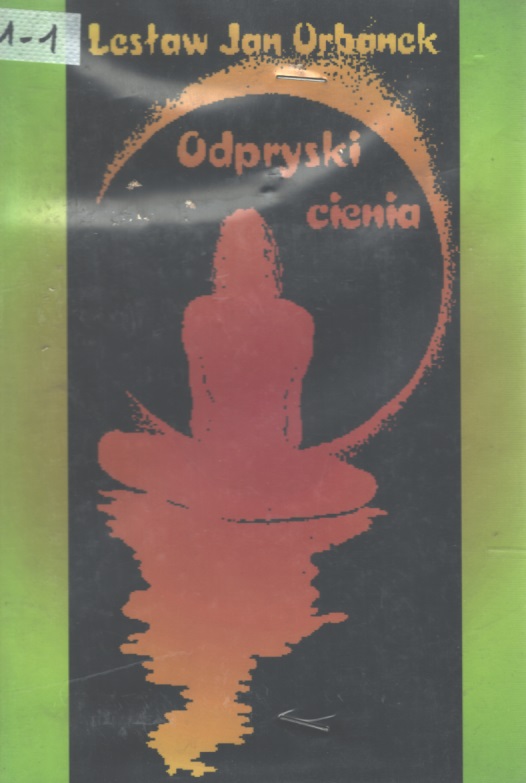 1-1
Lesław Jan Urbanek
Odpryski
cienia